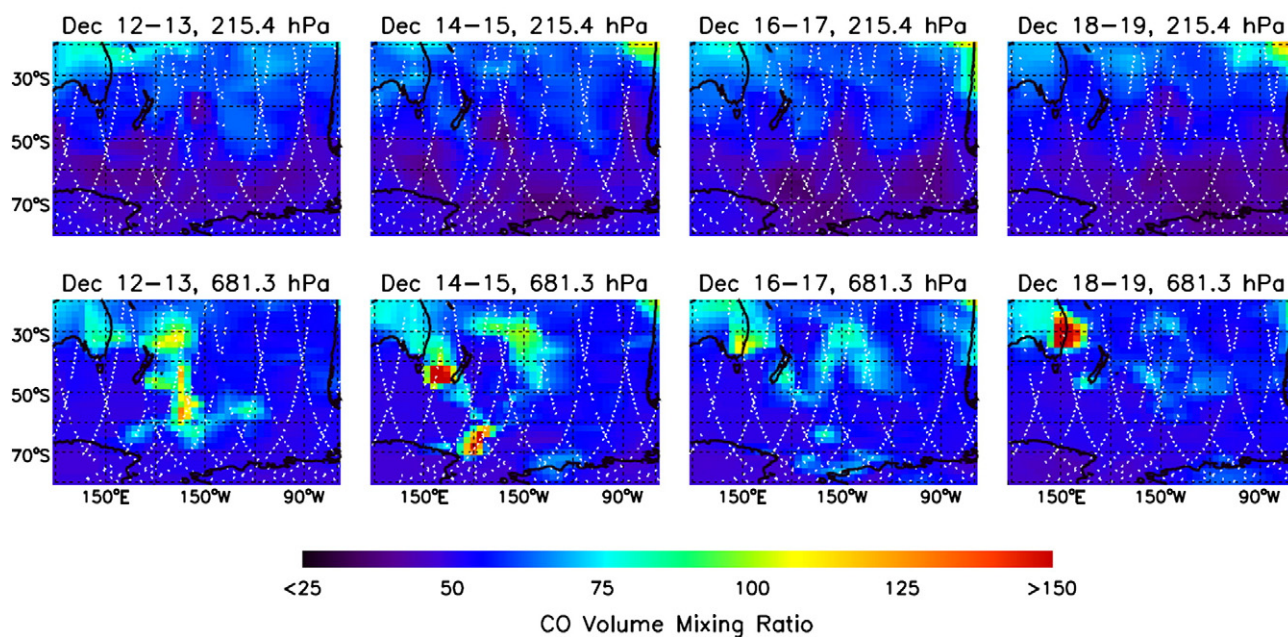 Dec 12-13, 215.4 hPa Dec 14-15, 215.4 hPa Dec 16-17, 215.4 hPa Dec 18-19, 215.4 hPa
30°S
50°S
70°S
Dec 12-13, 681.3 hPa Dec 14-15, 681.3 hPa Dec 16-17, 681.3 hPa Dec 18-19, 681.3 hPa
30°S
50°S
70°S
150°E 150°W 90°W 150°E 150°W 90°W 150°E 150°W 90°W 150°E 150°W 90°W
<25 50 75 100 125 >150
CO Volume Mixing Ratio